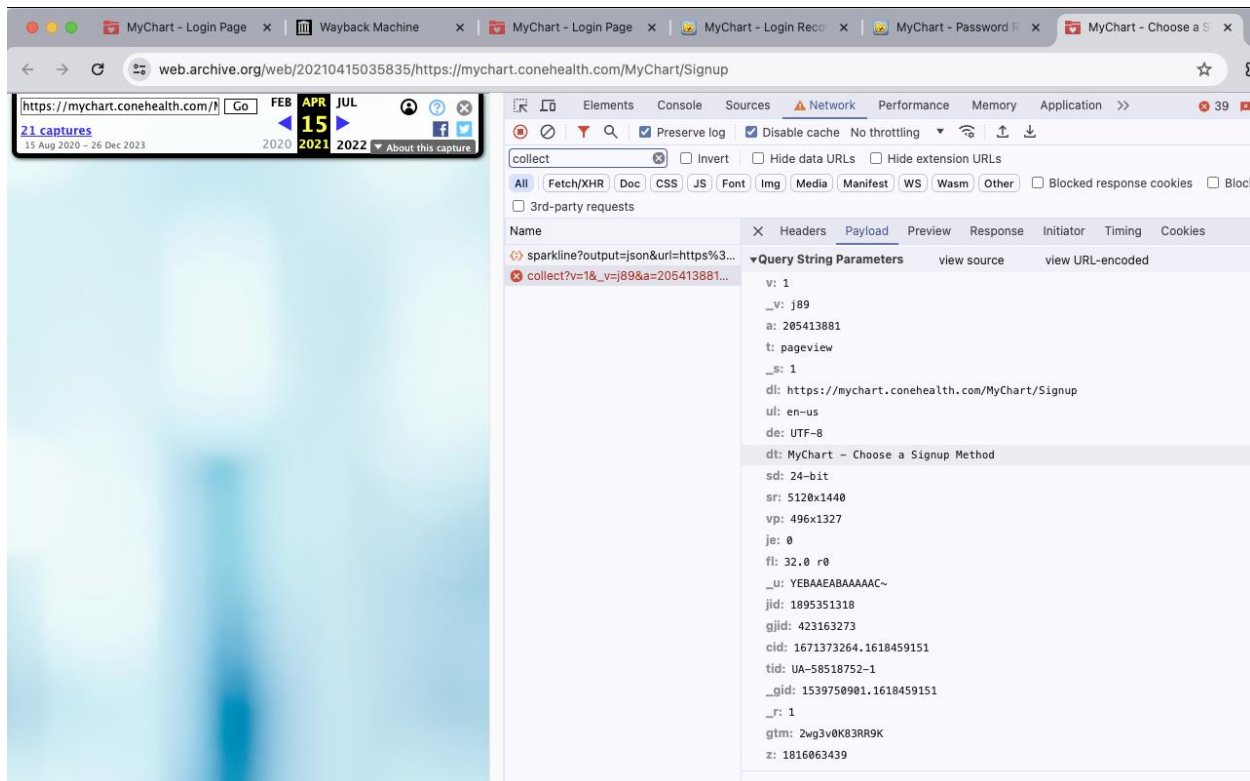 MyChart - Login Page
Wayback Machine
MyChart - Login Page
MyChart - Login Reco
MyChart - Password R
MyChart - Choose a S
web.archive.org/web/20210415035835/https://mychart.conehealth.com/MyChart/Signup
https://mychart.conehealth.com/ Go FEB APR JUL
21 captures 15
15 Aug 2020 – 26 Dec 2023 2020 2021 2022 About this capture
Elements Console Sources Network Performance Memory Application 39
Preserve log Disable cache No throttling
collect Invert Hide data URLs Hide extension URLs
All Fetch/XHR Doc CSS JS Font Img Media Manifest WS Wasm Other Blocked response cookies
3rd-party requests
Name Headers Payload Preview Response Initiator Timing Cookies
sparkline?output=json&url=https%3...
collect?v=1&_v=j89&a=205413881...
Query String Parameters view source view URL-encoded
v: 1
_v: j89
a: 205413881
t: pageview
_s: 1
dl: https://mychart.conehealth.com/MyChart/Signup
ul: en-us
de: UTF-8
dt: MyChart – Choose a Signup Method
sd: 24-bit
sr: 5120x1440
vp: 496x1327
je: 0
fl: 32.0 r0
_u: YEBAAEABAAAAAC~
jid: 1895351318
gjid: 423163273
cid: 1671373264.1618459151
tid: UA-58518752-1
_gid: 1539750901.1618459151
_r: 1
gtm: 2wg3v0K83RR9K
z: 1816063439